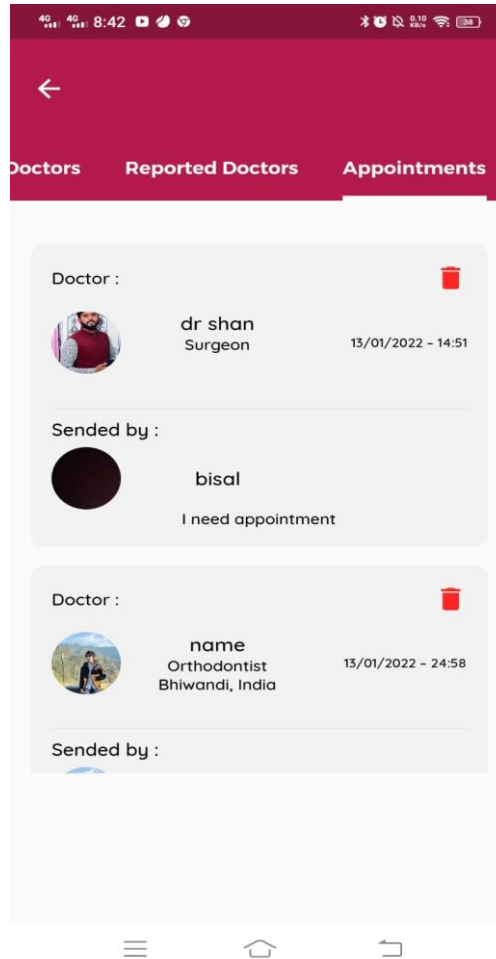 4G 4G 8:42 0.10 KB/s 38
Doctors Reported Doctors Appointments
Doctor :
dr shan
Surgeon 13/01/2022 - 14:51
Sended by :
bisal
I need appointment
Doctor :
name
Orthodontist 13/01/2022 - 24:58
Bhiwandi, India
Sended by :